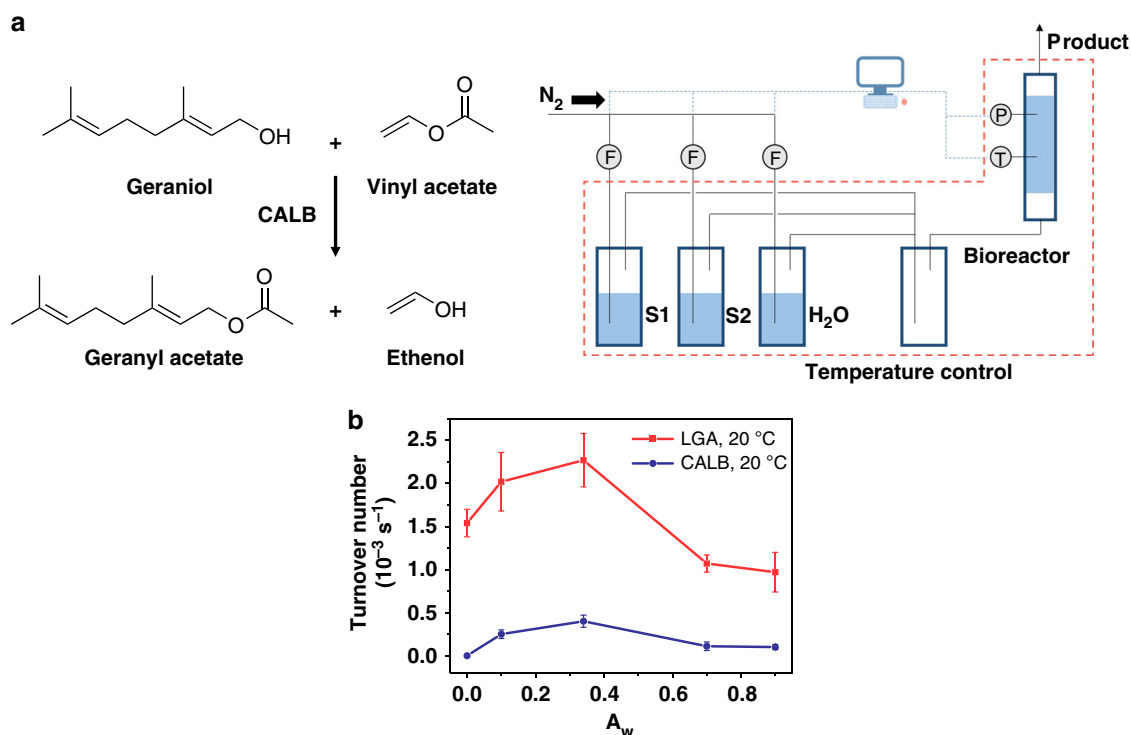 a
OH
+
O
O
Geraniol
Vinyl acetate
CALB
O
O
+
OH
Geranyl acetate
Ethenol
N₂
Product
P
T
F
F
F
Bioreactor
S1
S2
H₂O
Temperature control
b
LGA, 20 °C
CALB, 20 °C
Turnover number
(10⁻³ s⁻¹)
2.5
2.0
1.5
1.0
0.5
0.0
0.0 0.2 0.4 0.6 0.8
A_w